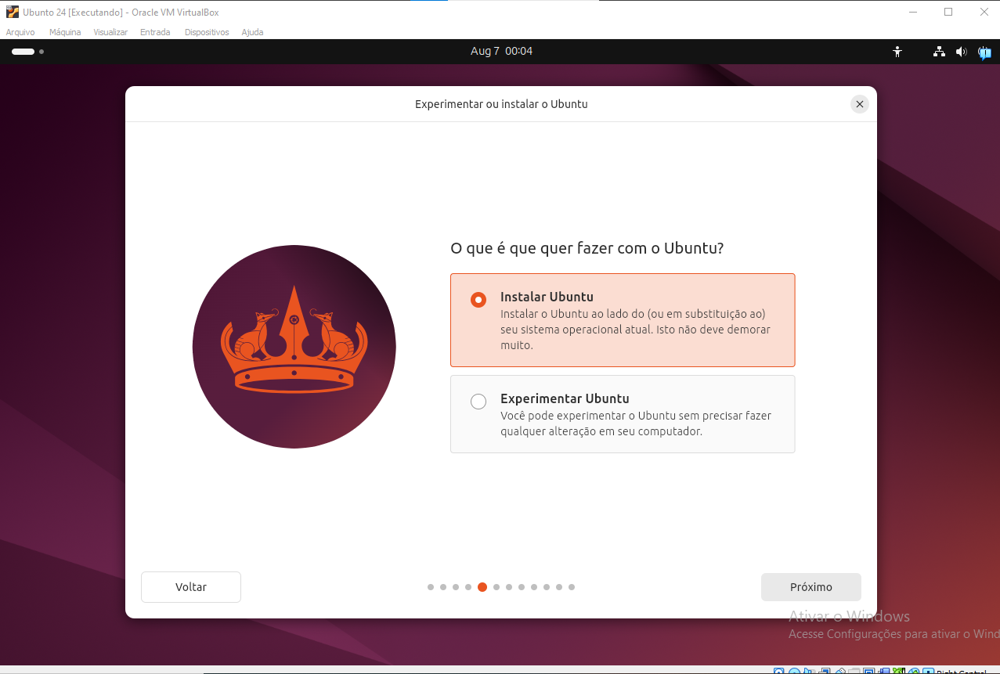 Ubunto 24 [Executando] - Oracle VM VirtualBox
Arquivo Máquina Visualizar Entrada Dispositivos Ajuda
Aug 7 00:04
Experimentar ou instalar o Ubuntu
O que é que quer fazer com o Ubuntu?
Instalar Ubuntu
Instalar o Ubuntu ao lado do (ou em substituição ao)
seu sistema operacional atual. Isto não deve demorar
muito.
Experimentar Ubuntu
Você pode experimentar o Ubuntu sem precisar fazer
qualquer alteração em seu computador.
Voltar
Próximo
Ativar o Windows
Acesse Configurações para ativar o Wind
Right Control